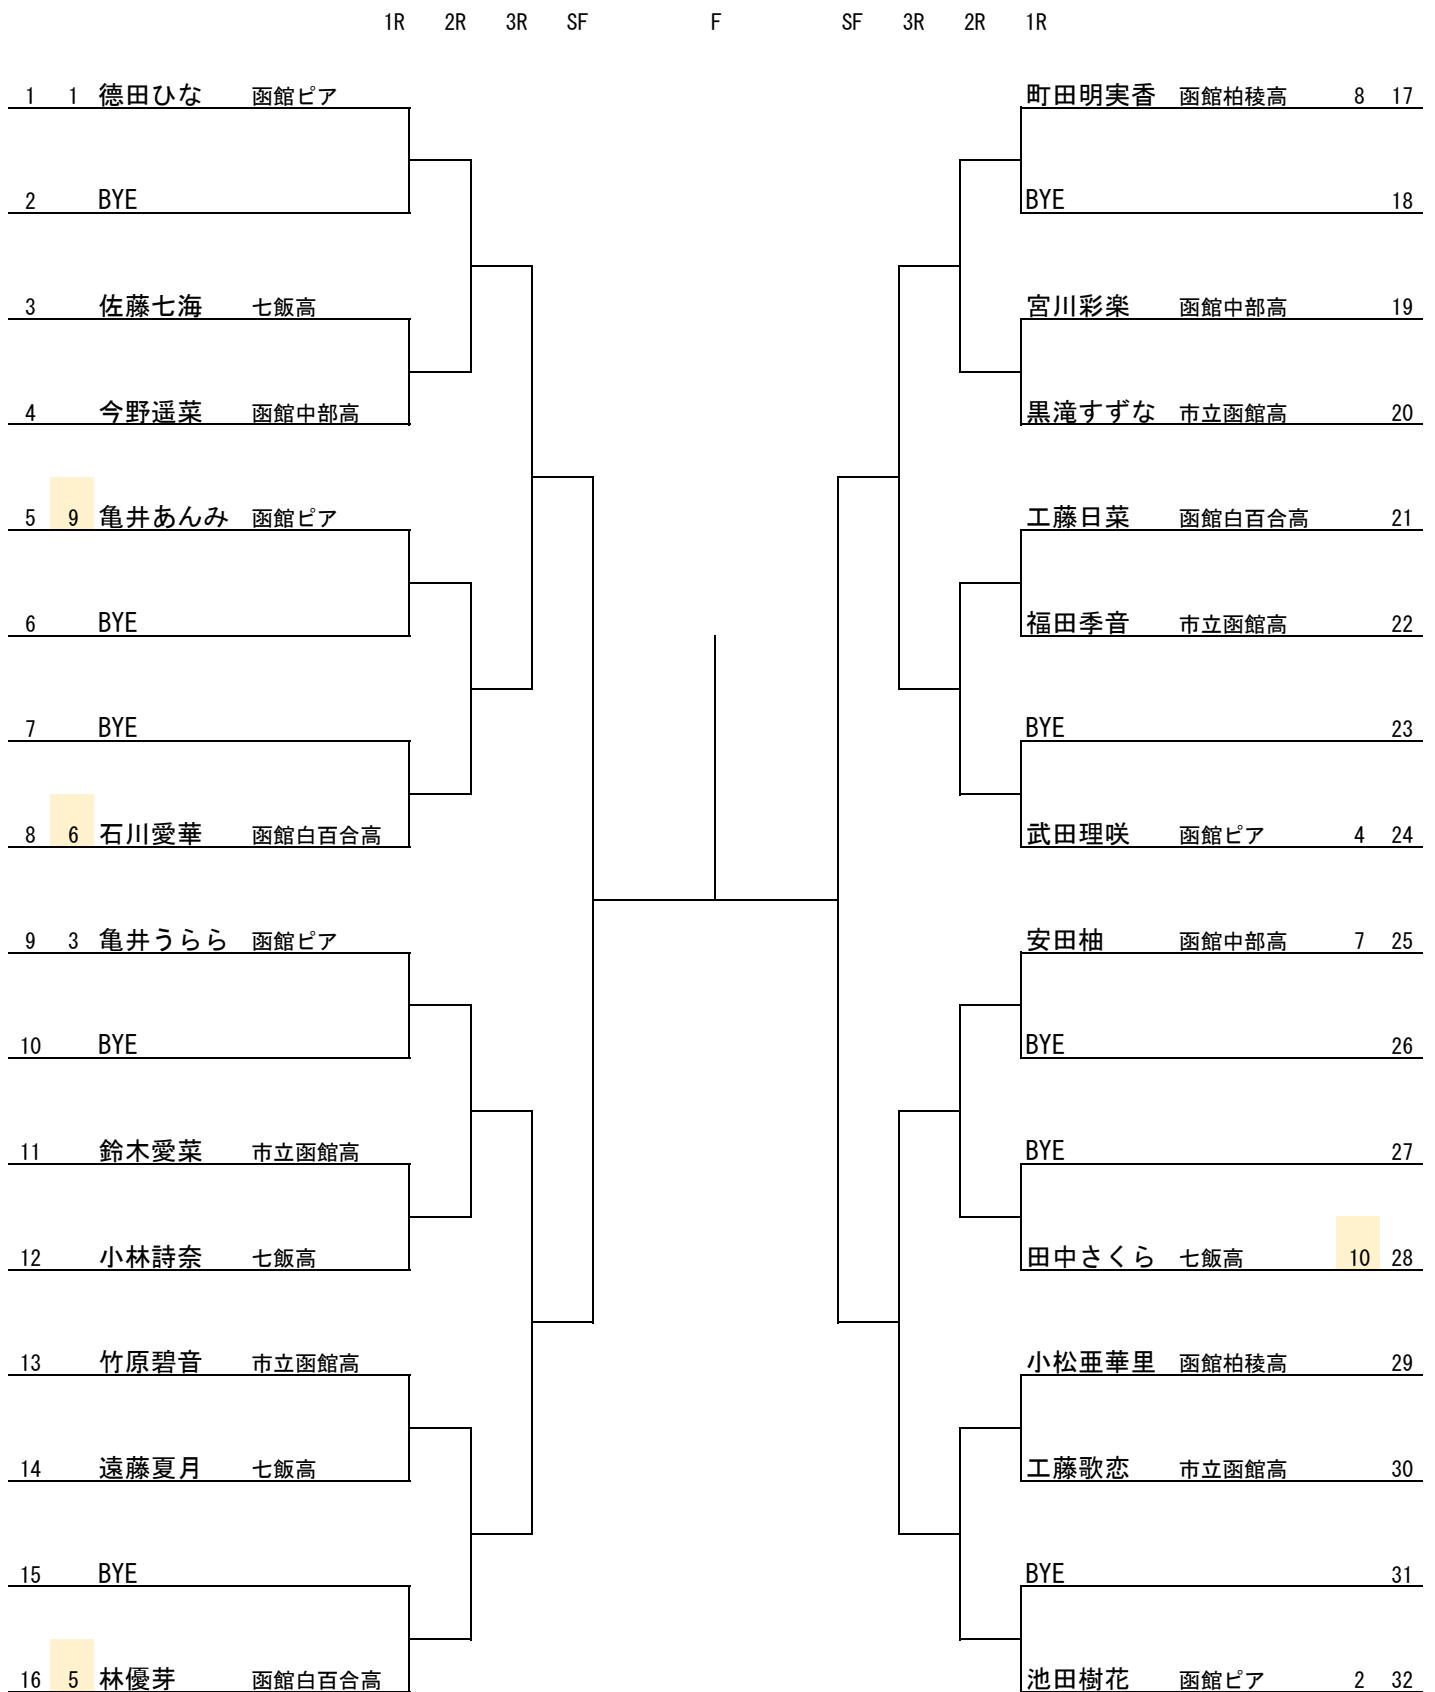 1R 2R 3R SF F SF 3R 2R 1R
1 1 德田ひな 函館ピア 町田明実香 函館柏稜高 8 17
2 BYE BYE 18
3 佐藤七海 七飯高 宮川彩楽 函館中部高 19
4 今野遥菜 函館中部高 黒滝すずな 市立函館高 20
5 9 亀井あんみ 函館ピア 工藤日菜 函館白百合高 21
6 BYE 福田季音 市立函館高 22
7 BYE BYE 23
8 6 石川愛華 函館白百合高 武田理咲 函館ピア 4 24
9 3 亀井うらら 函館ピア 安田柚 函館中部高 7 25
10 BYE BYE 26
11 鈴木愛菜 市立函館高 BYE 27
12 小林詩奈 七飯高 田中さくら 七飯高 10 28
13 竹原碧音 市立函館高 小松亜華里 函館柏稜高 29
14 遠藤夏月 七飯高 工藤歌恋 市立函館高 30
15 BYE BYE 31
16 5 林優芽 函館白百合高 池田樹花 函館ピア 2 32